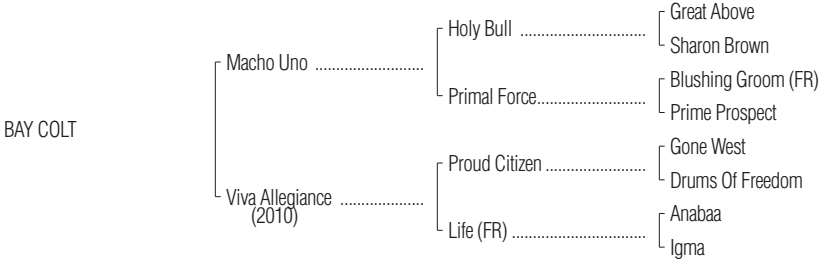 Great Above
Holy Bull ..............................
Sharon Brown
Macho Uno ..........................
Blushing Groom (FR)
Primal Force..........................
Prime Prospect
BAY COLT
Gone West
Proud Citizen ........................
Drums Of Freedom
Viva Allegiance ....................
(2010)
Anabaa
Life (FR) ................................
Igma